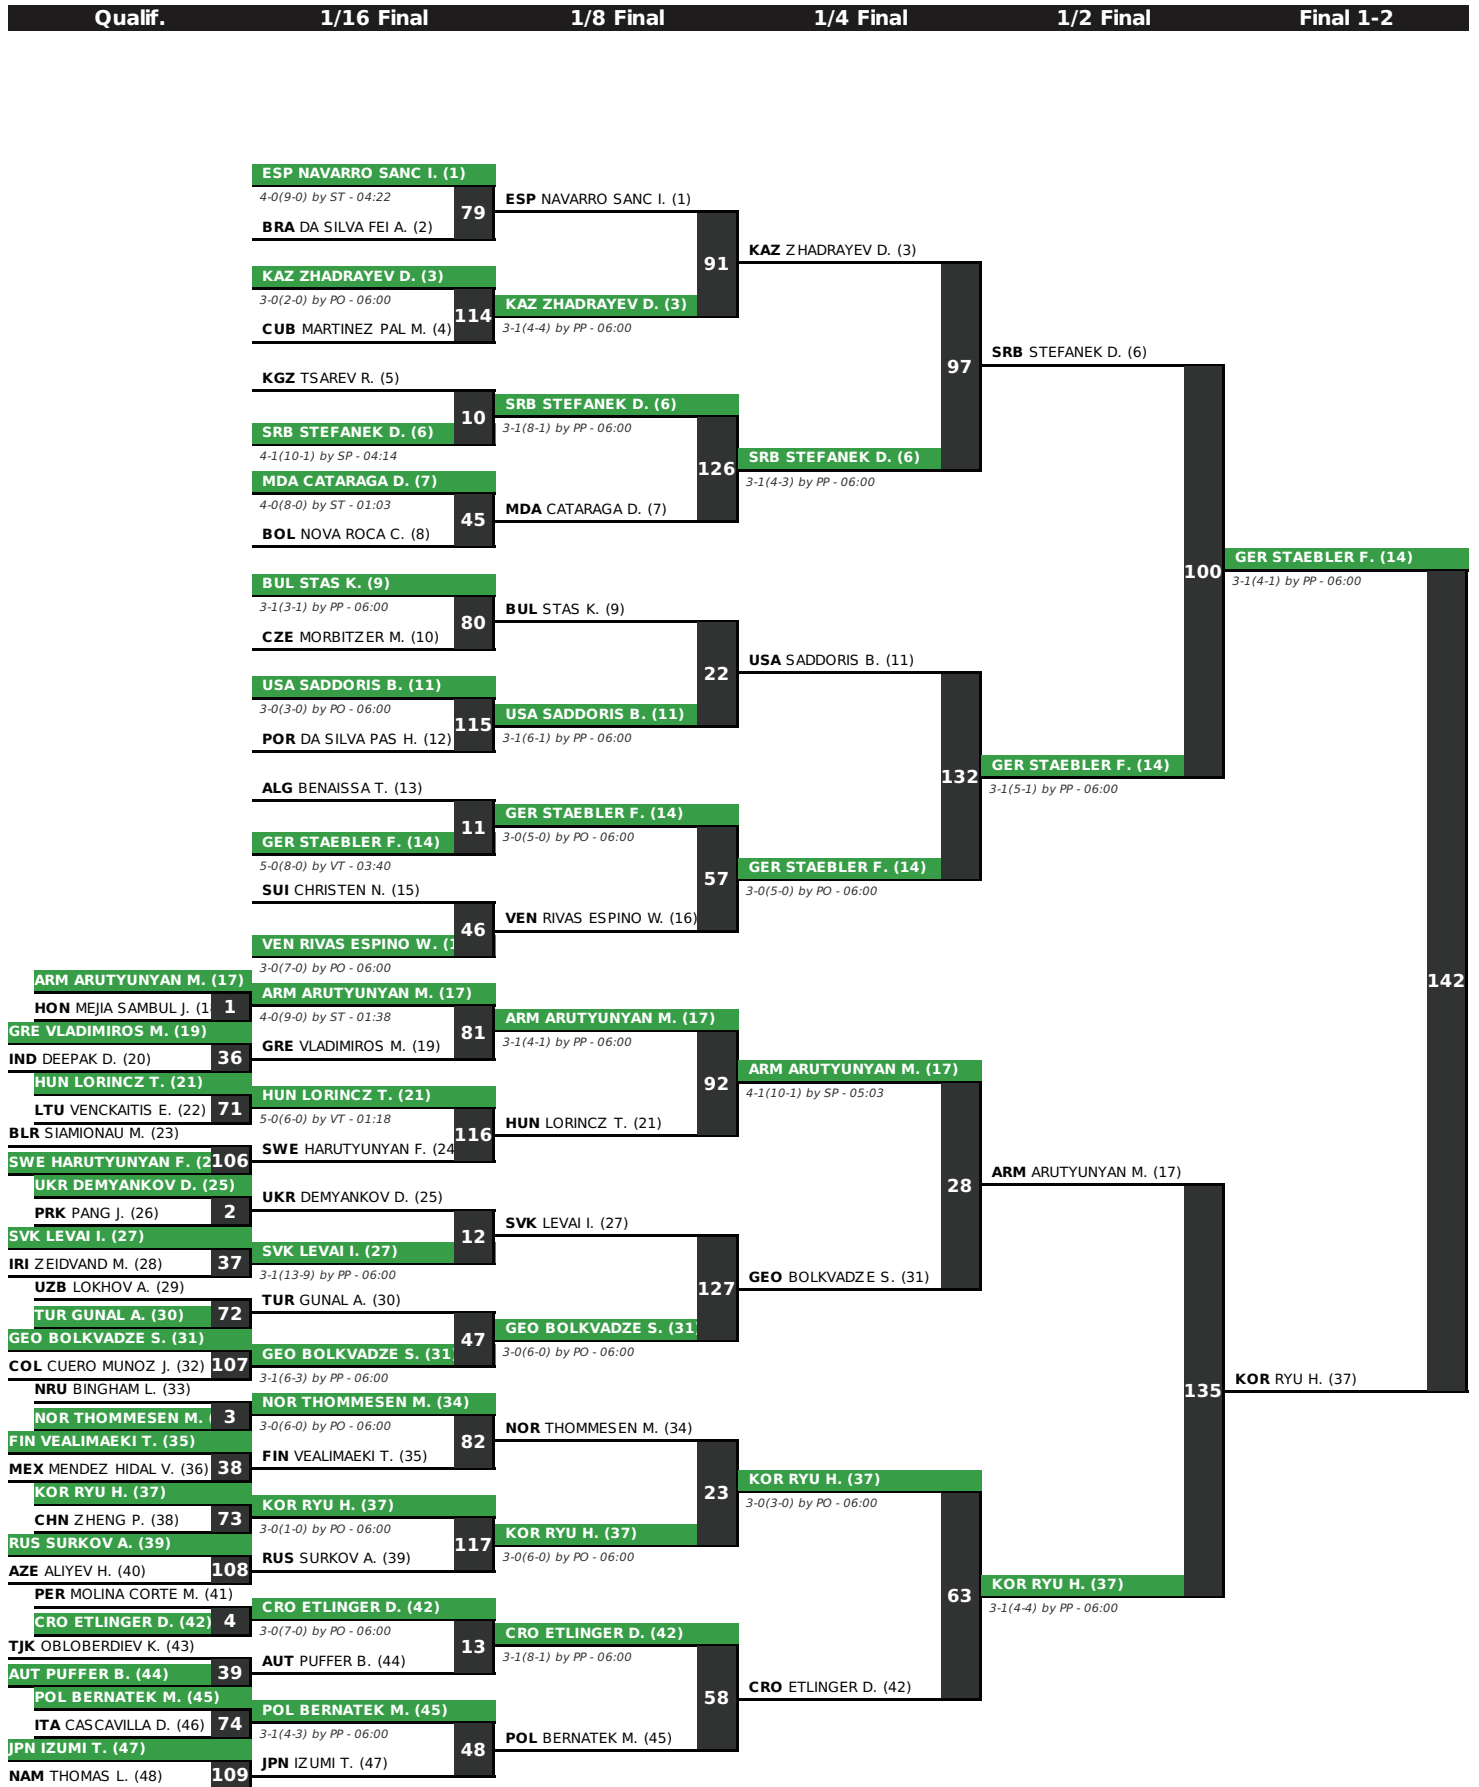 Qualif.
1/16 Final
1/8 Final
1/4 Final
1/2 Final
Final 1-2
ARM ARUTYUNYAN M. (17)
HON MEJIA SAMBUL J. (1
1
GRE VLADIMIROS M. (19)
IND DEEPAK D. (20)
36
HUN LORINCZ T. (21)
LTU VENCKAITIS E. (22)
71
BLR SIAMIONAU M. (23)
SWE HARUTYUNYAN F. (2
106
UKR DEMYANKOV D. (25)
PRK PANG J. (26)
2
SVK LEVAI I. (27)
IRI ZEIDVAND M. (28)
37
UZB LOKHOV A. (29)
TUR GUNAL A. (30)
72
GEO BOLKVADZE S. (31)
COL CUERO MUNOZ J. (32)
107
NRU BINGHAM L. (33)
NOR THOMMESEN M. (
3
FIN VEALIMAEKI T. (35)
MEX MENDEZ HIDAL V. (36)
38
KOR RYU H. (37)
CHN ZHENG P. (38)
73
RUS SURKOV A. (39)
AZE ALIYEV H. (40)
108
PER MOLINA CORTE M. (41)
CRO ETLINGER D. (42)
4
TJK OBLOBERDIEV K. (43)
AUT PUFFER B. (44)
39
POL BERNATEK M. (45)
ITA CASCAVILLA D. (46)
74
JPN IZUMI T. (47)
NAM THOMAS L. (48)
109
ESP NAVARRO SANC I. (1)
4-0(9-0) by ST - 04:22
BRA DA SILVA FEI A. (2)
79
KAZ ZHADRAYEV D. (3)
3-0(2-0) by PO - 06:00
CUB MARTINEZ PAL M. (4)
114
KGZ TSAREV R. (5)
10
SRB STEFANEK D. (6)
4-1(10-1) by SP - 04:14
MDA CATARAGA D. (7)
4-0(8-0) by ST - 01:03
BOL NOVA ROCA C. (8)
45
BUL STAS K. (9)
3-1(3-1) by PP - 06:00
CZE MORBITZER M. (10)
80
USA SADDORIS B. (11)
3-0(3-0) by PO - 06:00
POR DA SILVA PAS H. (12)
115
ALG BENAISSA T. (13)
11
GER STAEBLER F. (14)
5-0(8-0) by VT - 03:40
SUI CHRISTEN N. (15)
46
VEN RIVAS ESPINO W. (1
3-0(7-0) by PO - 06:00
ARM ARUTYUNYAN M. (17)
4-0(9-0) by ST - 01:38
GRE VLADIMIROS M. (19)
81
HUN LORINCZ T. (21)
5-0(6-0) by VT - 01:18
SWE HARUTYUNYAN F. (24
116
UKR DEMYANKOV D. (25)
12
SVK LEVAI I. (27)
3-1(13-9) by PP - 06:00
TUR GUNAL A. (30)
47
GEO BOLKVADZE S. (31)
3-1(6-3) by PP - 06:00
NOR THOMMESEN M. (34)
3-0(6-0) by PO - 06:00
FIN VEALIMAEKI T. (35)
82
KOR RYU H. (37)
3-0(1-0) by PO - 06:00
RUS SURKOV A. (39)
117
CRO ETLINGER D. (42)
3-0(7-0) by PO - 06:00
AUT PUFFER B. (44)
13
POL BERNATEK M. (45)
3-1(4-3) by PP - 06:00
JPN IZUMI T. (47)
48
ESP NAVARRO SANC I. (1)
91
KAZ ZHADRAYEV D. (3)
3-1(4-4) by PP - 06:00
SRB STEFANEK D. (6)
3-1(8-1) by PP - 06:00
126
MDA CATARAGA D. (7)
BUL STAS K. (9)
22
USA SADDORIS B. (11)
3-1(6-1) by PP - 06:00
GER STAEBLER F. (14)
3-0(5-0) by PO - 06:00
57
VEN RIVAS ESPINO W. (16)
ARM ARUTYUNYAN M. (17)
3-1(4-1) by PP - 06:00
92
HUN LORINCZ T. (21)
SVK LEVAI I. (27)
127
GEO BOLKVADZE S. (31)
3-0(6-0) by PO - 06:00
NOR THOMMESEN M. (34)
23
KOR RYU H. (37)
3-0(6-0) by PO - 06:00
CRO ETLINGER D. (42)
3-1(8-1) by PP - 06:00
58
POL BERNATEK M. (45)
KAZ ZHADRAYEV D. (3)
97
SRB STEFANEK D. (6)
3-1(4-3) by PP - 06:00
USA SADDORIS B. (11)
132
GER STAEBLER F. (14)
3-0(5-0) by PO - 06:00
ARM ARUTYUNYAN M. (17)
4-1(10-1) by SP - 05:03
28
GEO BOLKVADZE S. (31)
KOR RYU H. (37)
3-0(3-0) by PO - 06:00
63
CRO ETLINGER D. (42)
SRB STEFANEK D. (6)
100
GER STAEBLER F. (14)
3-1(5-1) by PP - 06:00
ARM ARUTYUNYAN M. (17)
135
KOR RYU H. (37)
3-1(4-4) by PP - 06:00
GER STAEBLER F. (14)
3-1(4-1) by PP - 06:00
142
KOR RYU H. (37)